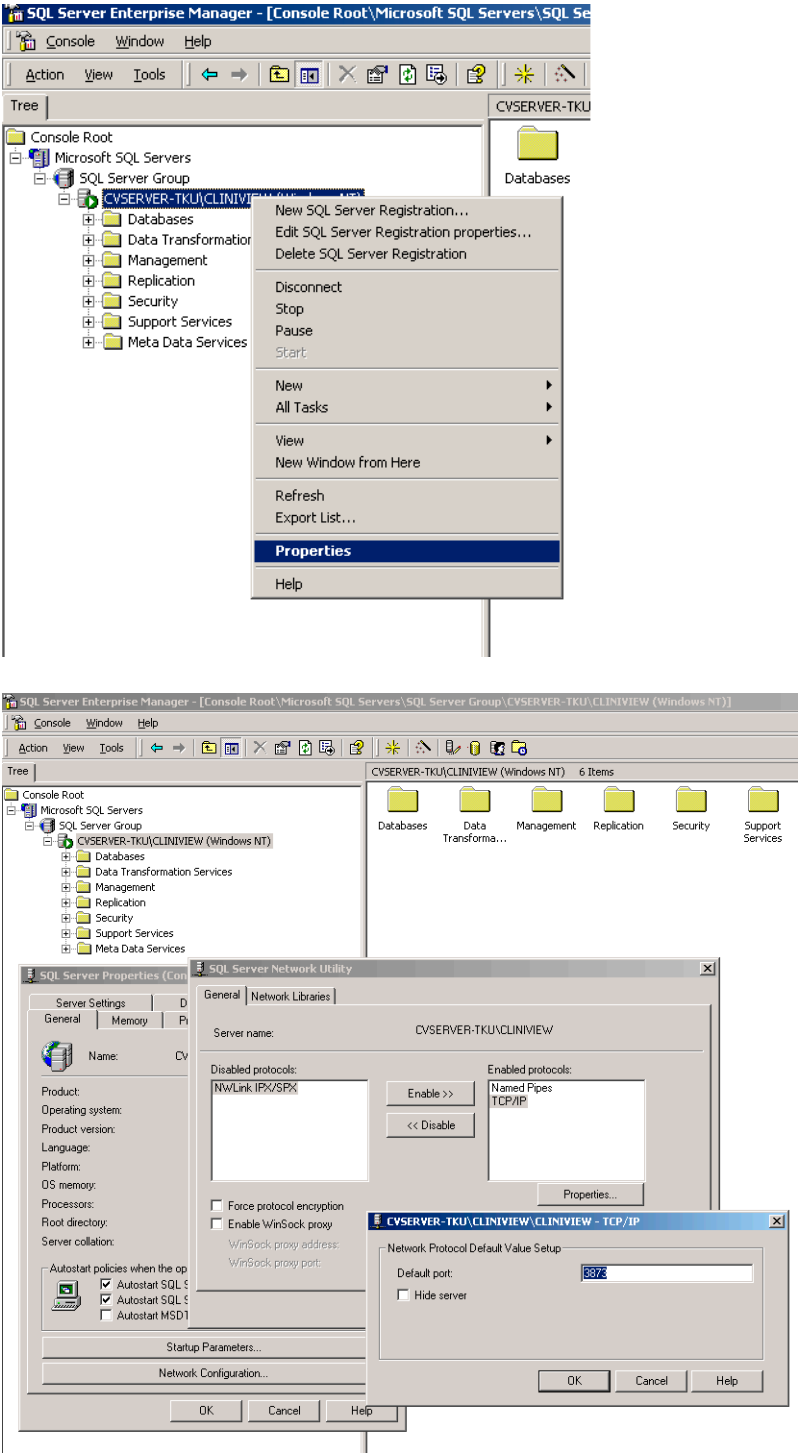 SQL Server Enterprise Manager - [Console Root\Microsoft SQL Servers\SQL Se
Console Window Help
Action View Tools
Tree
CVSERVER-TKU
Console Root
Microsoft SQL Servers
SQL Server Group
CVSERVER-TKU\CLINIVIEW (Windows NT)
Databases
Data Transformation
Management
Replication
Security
Support Services
Meta Data Services
Databases
New SQL Server Registration...
Edit SQL Server Registration properties...
Delete SQL Server Registration
Disconnect
Stop
Pause
Start
New
All Tasks
View
New Window from Here
Refresh
Export List...
Properties
Help
SQL Server Enterprise Manager - [Console Root\Microsoft SQL Servers\SQL Server Group\CVSERVER-TKU\CLINIVIEW (Windows NT)]
Console Window Help
Action View Tools
Tree
CVSERVER-TKU\CLINIVIEW (Windows NT) 6 Items
Console Root
Microsoft SQL Servers
SQL Server Group
CVSERVER-TKU\CLINIVIEW (Windows NT)
Databases
Data Transformation Services
Management
Replication
Security
Support Services
Meta Data Services
Databases
Data Transforma...
Management
Replication
Security
Support Services
SQL Server Properties (Con
Server Settings D
General Memory P
Name: CV
Product:
Operating system:
Product version:
Language:
Platform:
OS memory:
Processors:
Root directory:
Server collation:
Autostart policies when the op
Autostart SQL S
Autostart SQL S
Autostart MSDT
Startup Parameters...
Network Configuration...
OK Cancel Help
SQL Server Network Utility
General Network Libraries
Server name: CVSERVER-TKU\CLINIVIEW
Disabled protocols:
NWLink IPX/SPX
Enable >>
<< Disable
Enabled protocols:
Named Pipes
TCP/IP
Properties...
Force protocol encryption
Enable WinSock proxy
WinSock proxy address:
WinSock proxy port:
CVSERVER-TKU\CLINIVIEW\CLINIVIEW - TCP/IP
Network Protocol Default Value Setup
Default port: 3873
Hide server
OK Cancel Help